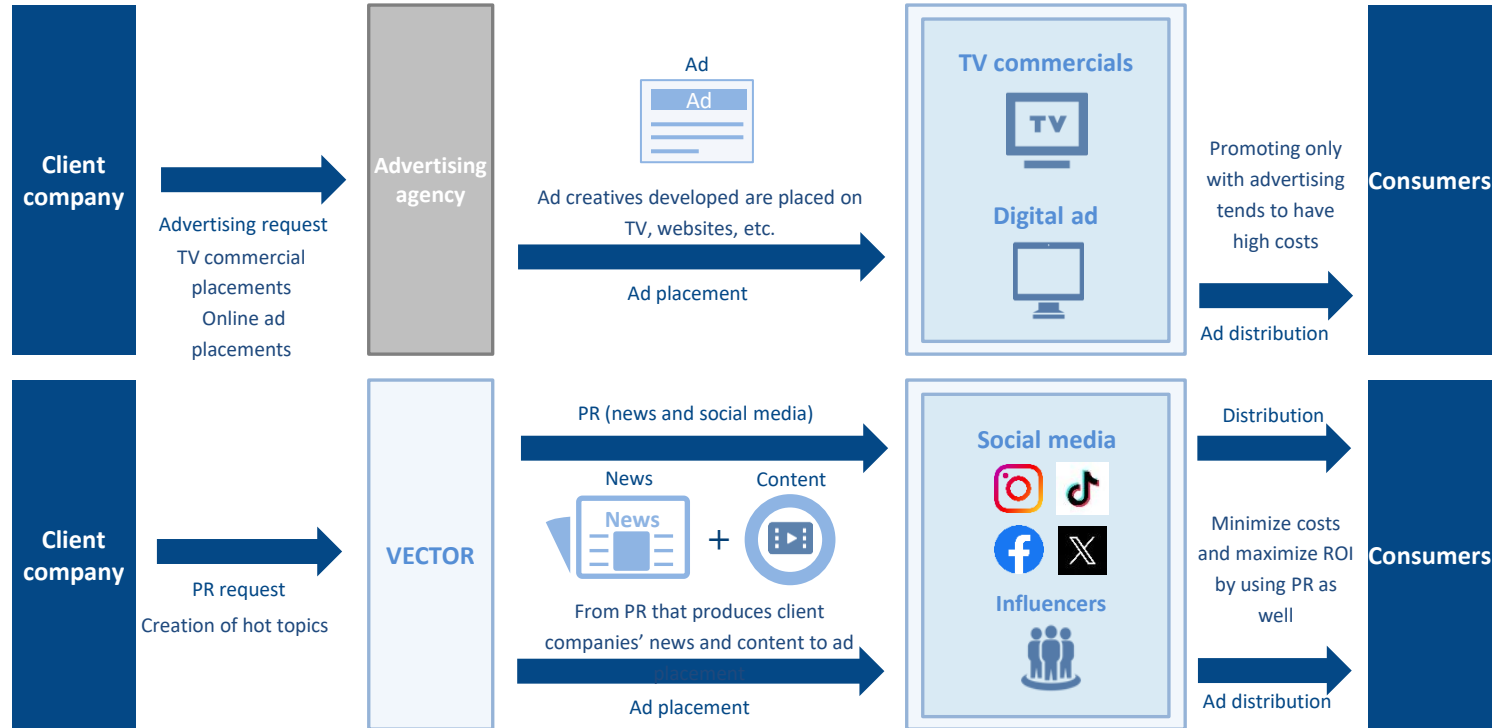 Client
company
Advertising request
TV commercial
placements
Online ad
placements
Advertising
agency
Ad
Ad
Ad creatives developed are placed on
TV, websites, etc.
Ad placement
TV commercials
TV
Digital ad
Promoting only
with advertising
tends to have
high costs
Ad distribution
Consumers
Client
company
PR request
Creation of hot topics
VECTOR
PR (news and social media)
News
Content
News
+
From PR that produces client
companies’ news and content to ad
placement
Ad placement
Social media
Influencers
Distribution
Minimize costs
and maximize ROI
by using PR as
well
Ad distribution
Consumers